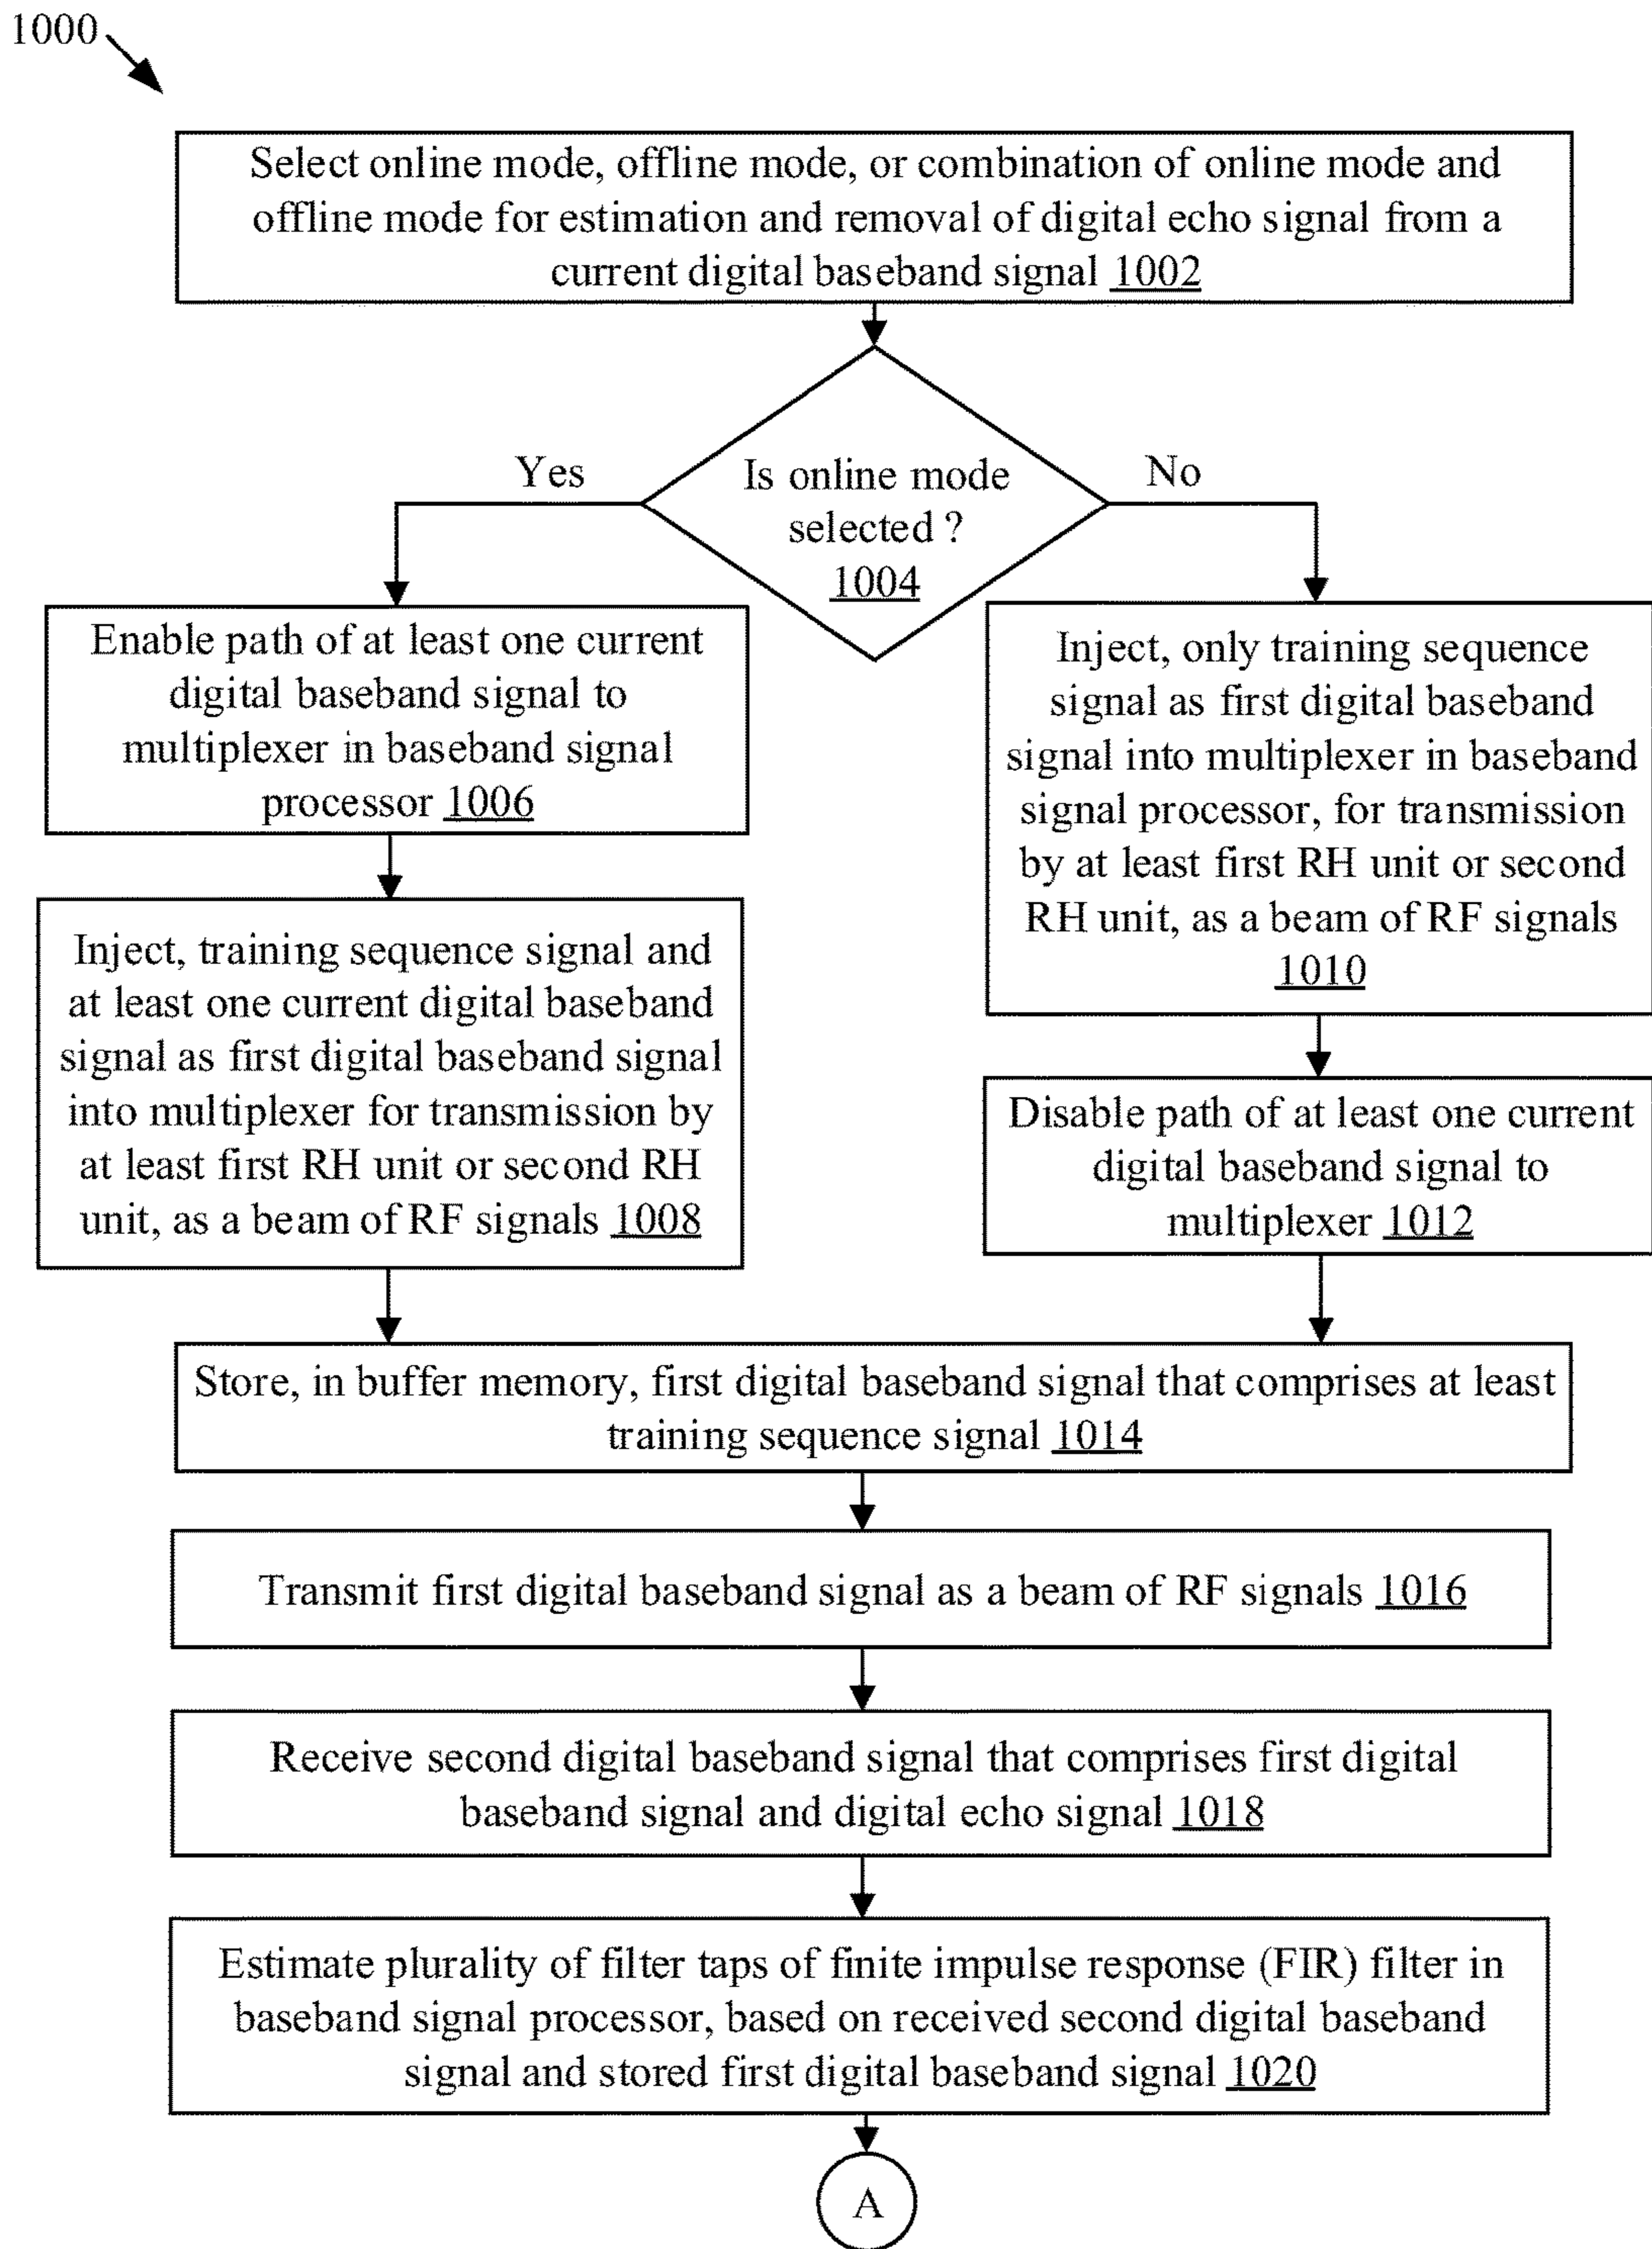 1000
Select online mode, offline mode, or combination of online mode and
offline mode for estimation and removal of digital echo signal from a
current digital baseband signal 1002
Is online mode
selected ?
1004
Yes
No
Enable path of at least one current
digital baseband signal to
multiplexer in baseband signal
processor 1006
Inject, training sequence signal and
at least one current digital baseband
signal as first digital baseband signal
into multiplexer for transmission by
at least first RH unit or second RH
unit, as a beam of RF signals 1008
Inject, only training sequence
signal as first digital baseband
signal into multiplexer in baseband
signal processor, for transmission
by at least first RH unit or second
RH unit, as a beam of RF signals
1010
Disable path of at least one current
digital baseband signal to
multiplexer 1012
Store, in buffer memory, first digital baseband signal that comprises at least
training sequence signal 1014
Transmit first digital baseband signal as a beam of RF signals 1016
Receive second digital baseband signal that comprises first digital
baseband signal and digital echo signal 1018
Estimate plurality of filter taps of finite impulse response (FIR) filter in
baseband signal processor, based on received second digital baseband
signal and stored first digital baseband signal 1020
A